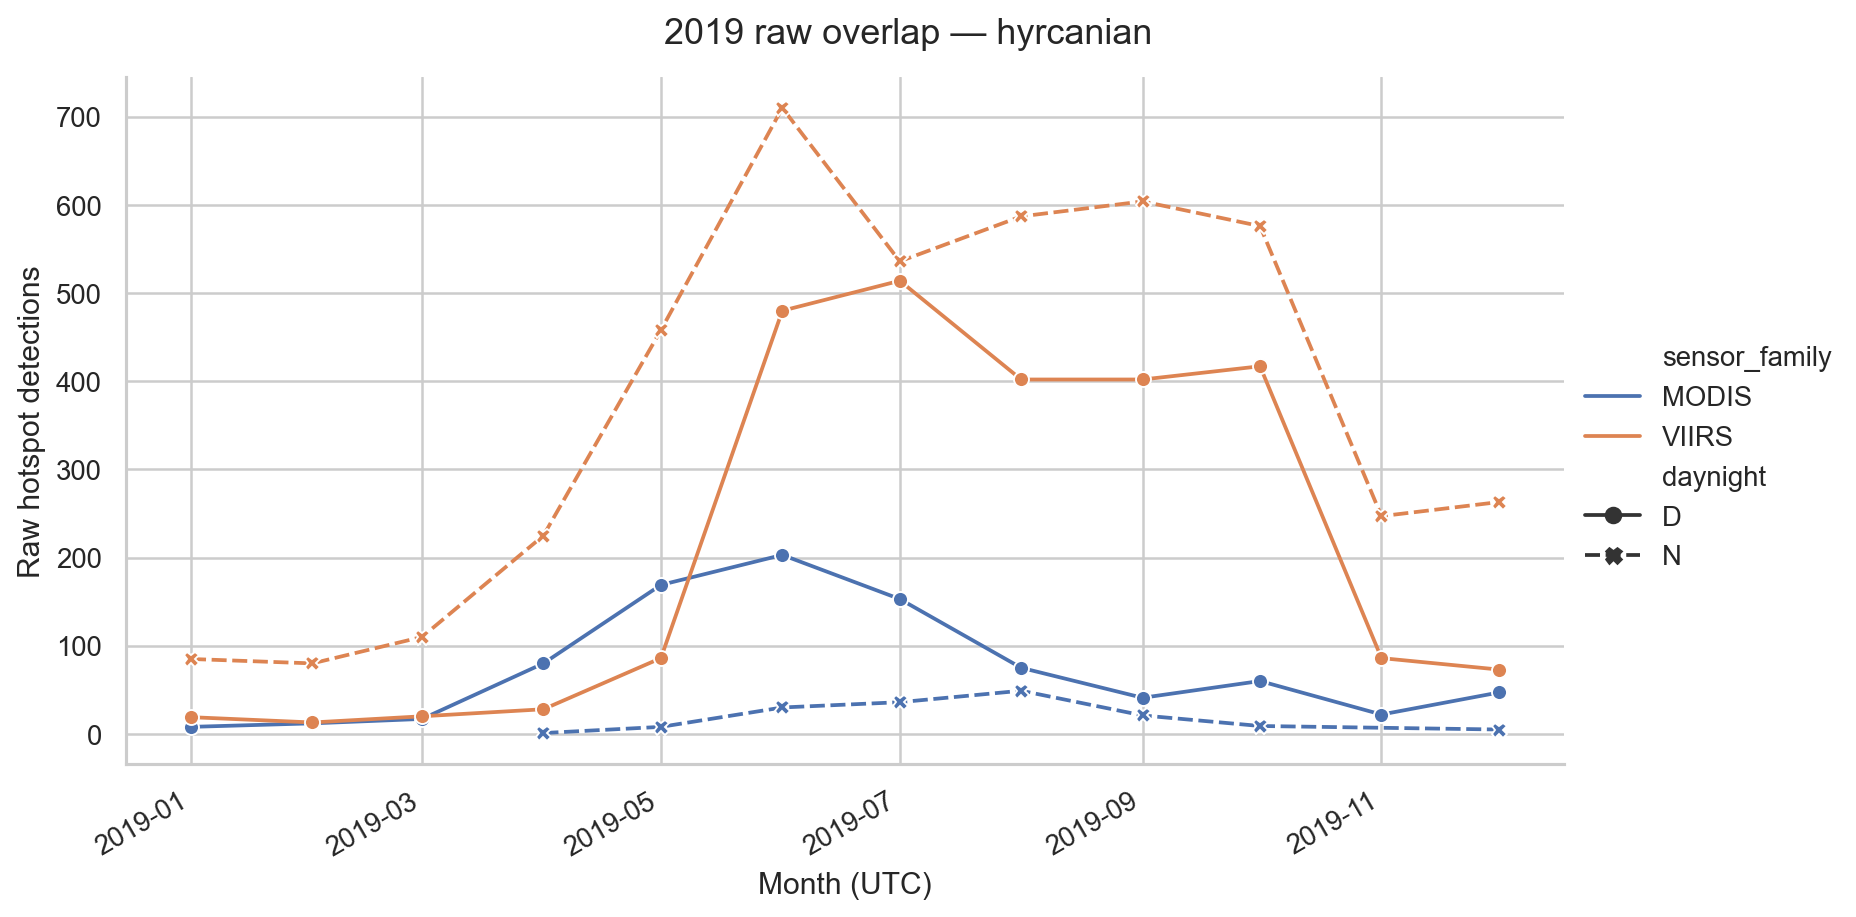 2019 raw overlap — hyrcanian
Raw hotspot detections
700
600
500
400
300
200
100
0
2019-01
2019-03
2019-05
2019-07
2019-09
2019-11
Month (UTC)
sensor_family
MODIS
VIIRS
daynight
D
N